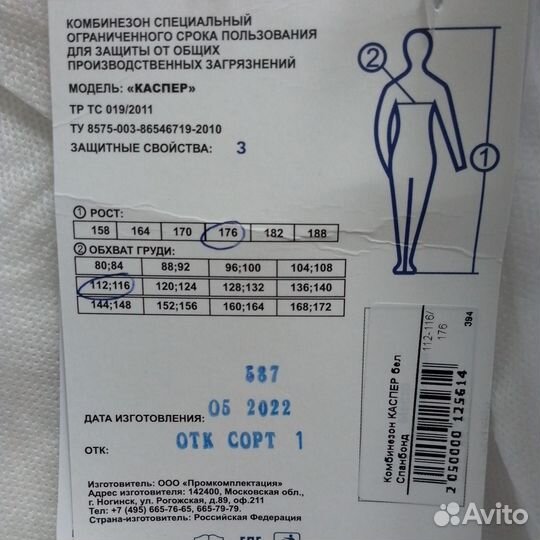 КОМБИНЕЗОН СПЕЦИАЛЬНЫЙ
ОГРАНИЧЕННОГО СРОКА ПОЛЬЗОВАНИЯ
ДЛЯ ЗАЩИТЫ ОТ ОБЩИХ
ПРОИЗВОДСТВЕННЫХ ЗАГРЯЗНЕНИЙ
МОДЕЛЬ: «КАСПЕР»
ТР ТС 019/2011
ТУ 8575-003-86546719-2010
ЗАЩИТНЫЕ СВОЙСТВА: З
① РОСТ:
158 164 170 176 182 188
② ОБХВАТ ГРУДИ:
80;84 88;92 96;100 104;108
112;116 120;124 128;132 136;140
144;148 152;156 160;164 168;172
587
ДАТА ИЗГОТОВЛЕНИЯ: 05 2022
ОТК: ОТК СОРТ 1
Изготовитель: ООО «Промкомплектация»
Адрес изготовителя: 142400, Московская обл.,
г. Ногинск, ул. Рогожская, д.89, оф.211
Тел: +7 (495) 665-76-65, 665-79-79.
Страна-изготовитель: Российская Федерация
2
1
Комбинезон КАСПЕР бел
Спанбонд
112-116/
176
394
2 050000 125614
Avito